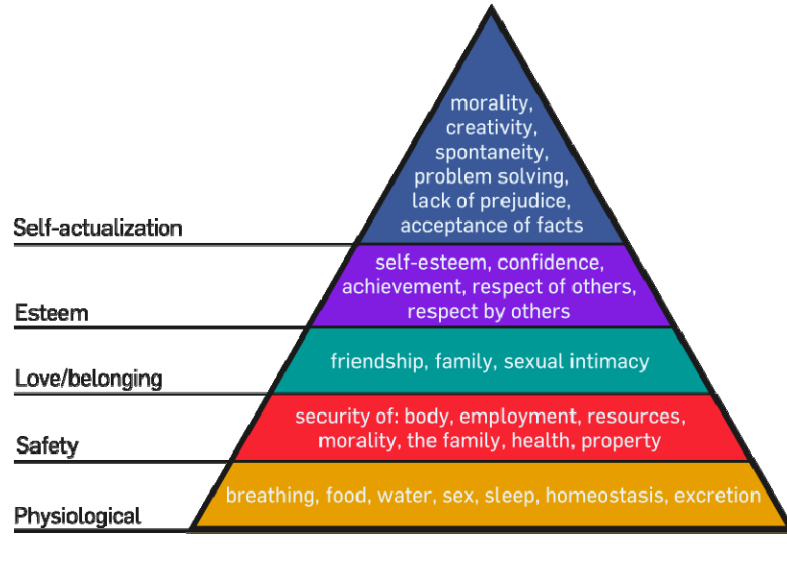 morality,
creativity,
spontaneity,
problem solving,
lack of prejudice,
acceptance of facts
Self-actualization
self-esteem, confidence,
achievement, respect of others,
respect by others
Esteem
friendship, family, sexual intimacy
Love/belonging
security of: body, employment, resources,
morality, the family, health, property
Safety
breathing, food, water, sex, sleep, homeostasis, excretion
Physiological